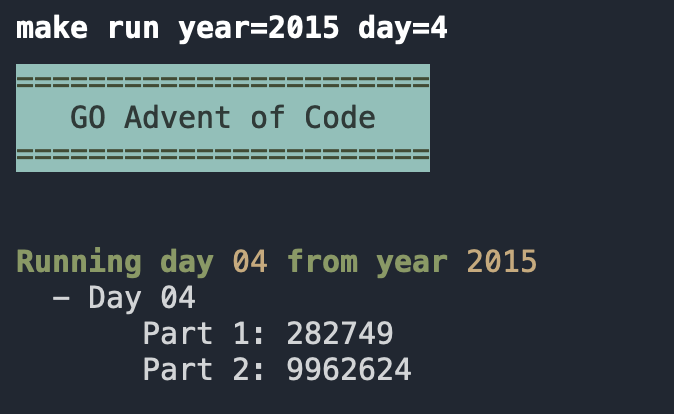 make run year=2015 day=4
=======================
GO Advent of Code
=======================
Running day 04 from year 2015
– Day 04
Part 1: 282749
Part 2: 9962624